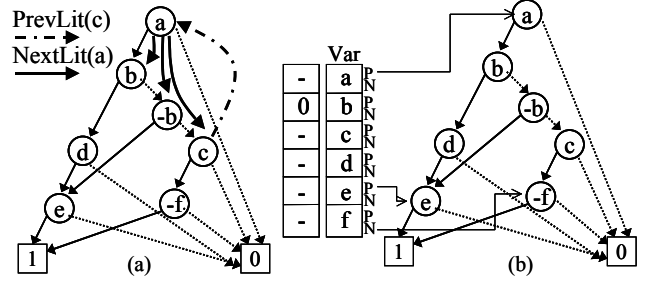 PrevLit(c)
NextLit(a)
a
b
-b
d
c
e
-f
1
(a)
0
Var
- a P N
0 b P N
- c P N
- d P N
- e P N
- f P N
a
b
-b
d
c
e
-f
1
(b)
0